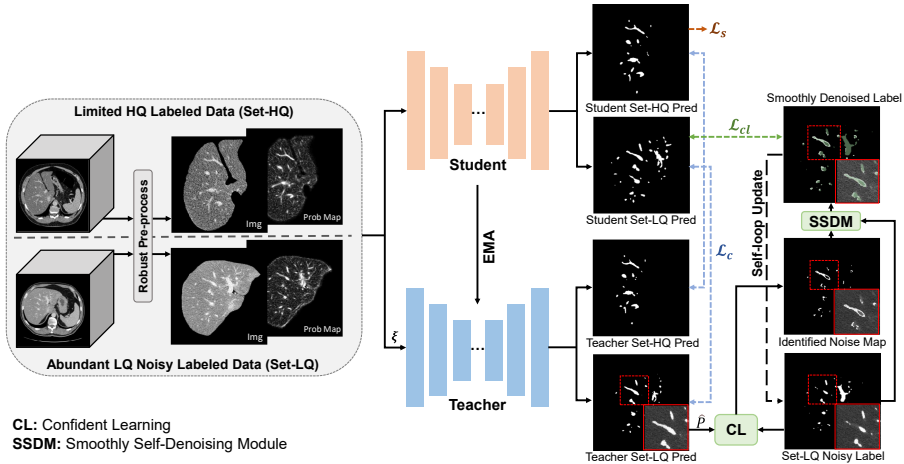 Limited HQ Labeled Data (Set-HQ)
Robust Pre-process
Img
Prob Map
Img
Prob Map
Abundant LQ Noisy Labeled Data (Set-LQ)
ξ
...
Student
EMA
...
Teacher
ℒs
Student Set-HQ Pred
Student Set-LQ Pred
ℒcl
ℒc
Teacher Set-HQ Pred
Teacher Set-LQ Pred
P̂
CL
Smoothly Denoised Label
Self-loop Update
SSDM
Identified Noise Map
Set-LQ Noisy Label
CL: Confident Learning
SSDM: Smoothly Self-Denoising Module